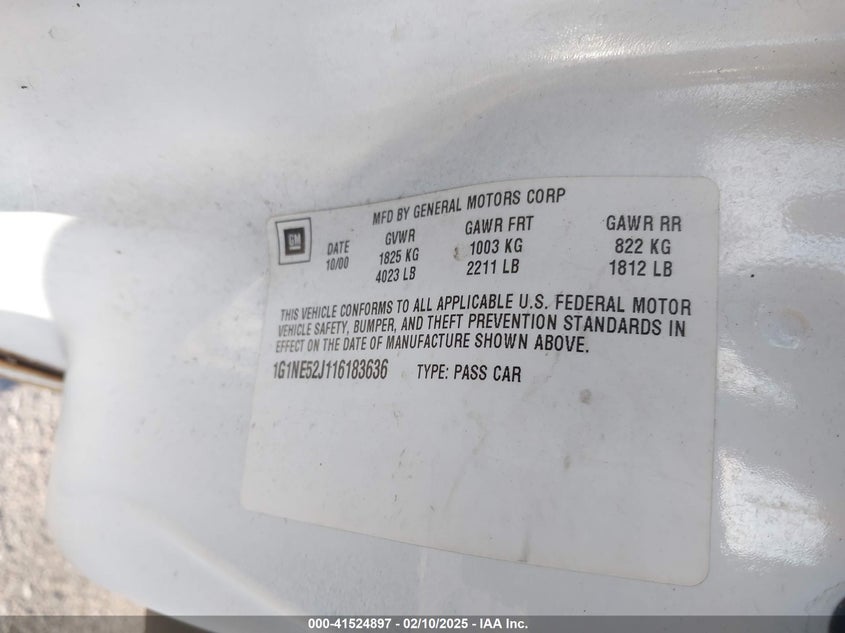 MFD BY GENERAL MOTORS CORP
GM
DATE GVWR GAWR FRT GAWR RR
10/00 1825 KG 1003 KG 822 KG
4023 LB 2211 LB 1812 LB
THIS VEHICLE CONFORMS TO ALL APPLICABLE U.S. FEDERAL MOTOR
VEHICLE SAFETY, BUMPER, AND THEFT PREVENTION STANDARDS IN
EFFECT ON THE DATE OF MANUFACTURE SHOWN ABOVE.
1G1NE52J116183636 TYPE: PASS CAR
000-41524897 - 02/10/2025 - IAA Inc.